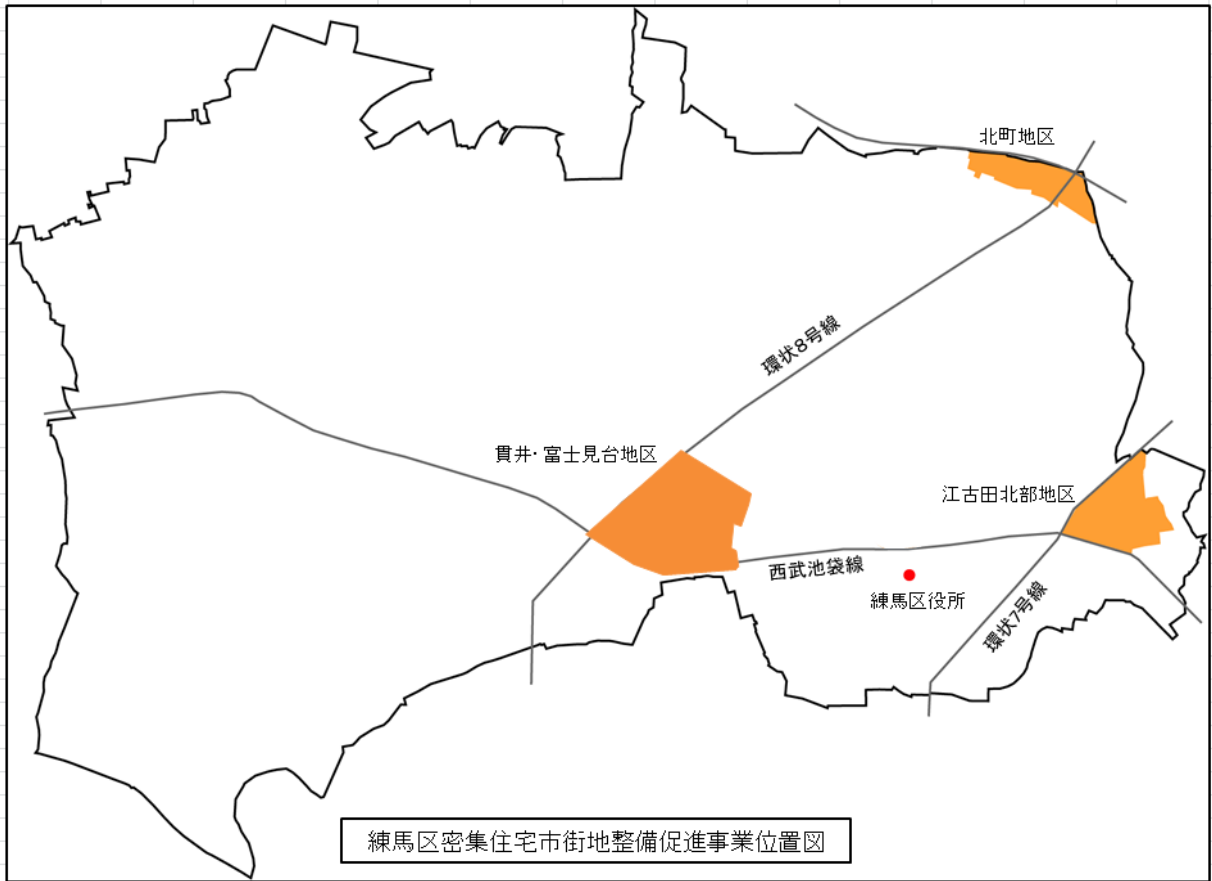 北町地区
環状8号線
貫井・富士見台地区
江古田北部地区
西武池袋線
練馬区役所
環状7号線
練馬区密集住宅市街地整備促進事業位置図